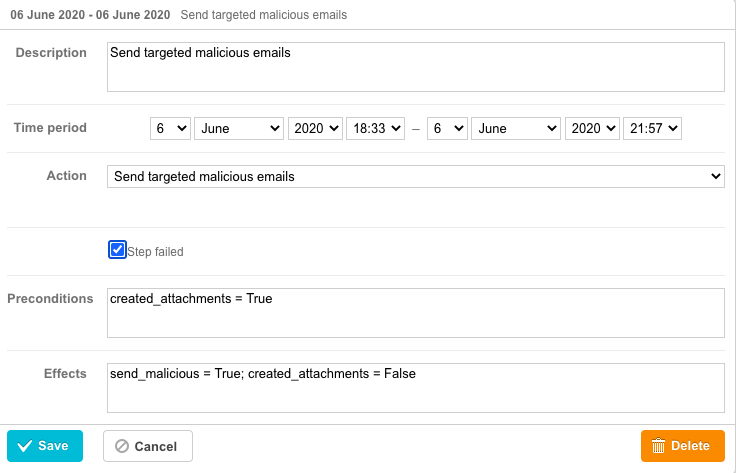 06 June 2020 - 06 June 2020 Send targeted malicious emails
Description Send targeted malicious emails
Time period 6 June 2020 18:33 – 6 June 2020 21:57
Action Send targeted malicious emails
Step failed
Preconditions created_attachments = True
Effects send_malicious = True; created_attachments = False
Save Cancel Delete